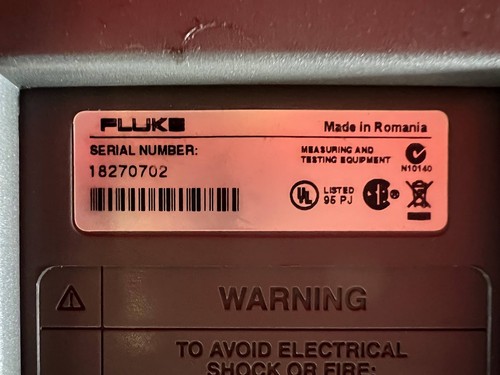 FLUKE
Made in Romania
SERIAL NUMBER:
18270702
MEASURING AND
TESTING EQUIPMENT
N10140
UL
LISTED
95 PJ
WARNING
TO AVOID ELECTRICAL
SHOCK OR FIRE: